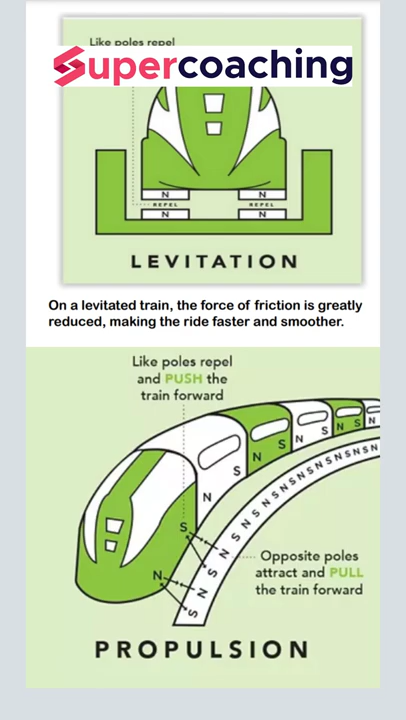 Like poles repel
Supercoaching
N N
REPEL REPEL
N N
LEVITATION
On a levitated train, the force of friction is greatly
reduced, making the ride faster and smoother.
Like poles repel
and PUSH the
train forward
S N S N S N S N
S N
N S N S N S N S N S N S N S N S N S N
Opposite poles
attract and PULL
the train forward
PROPULSION